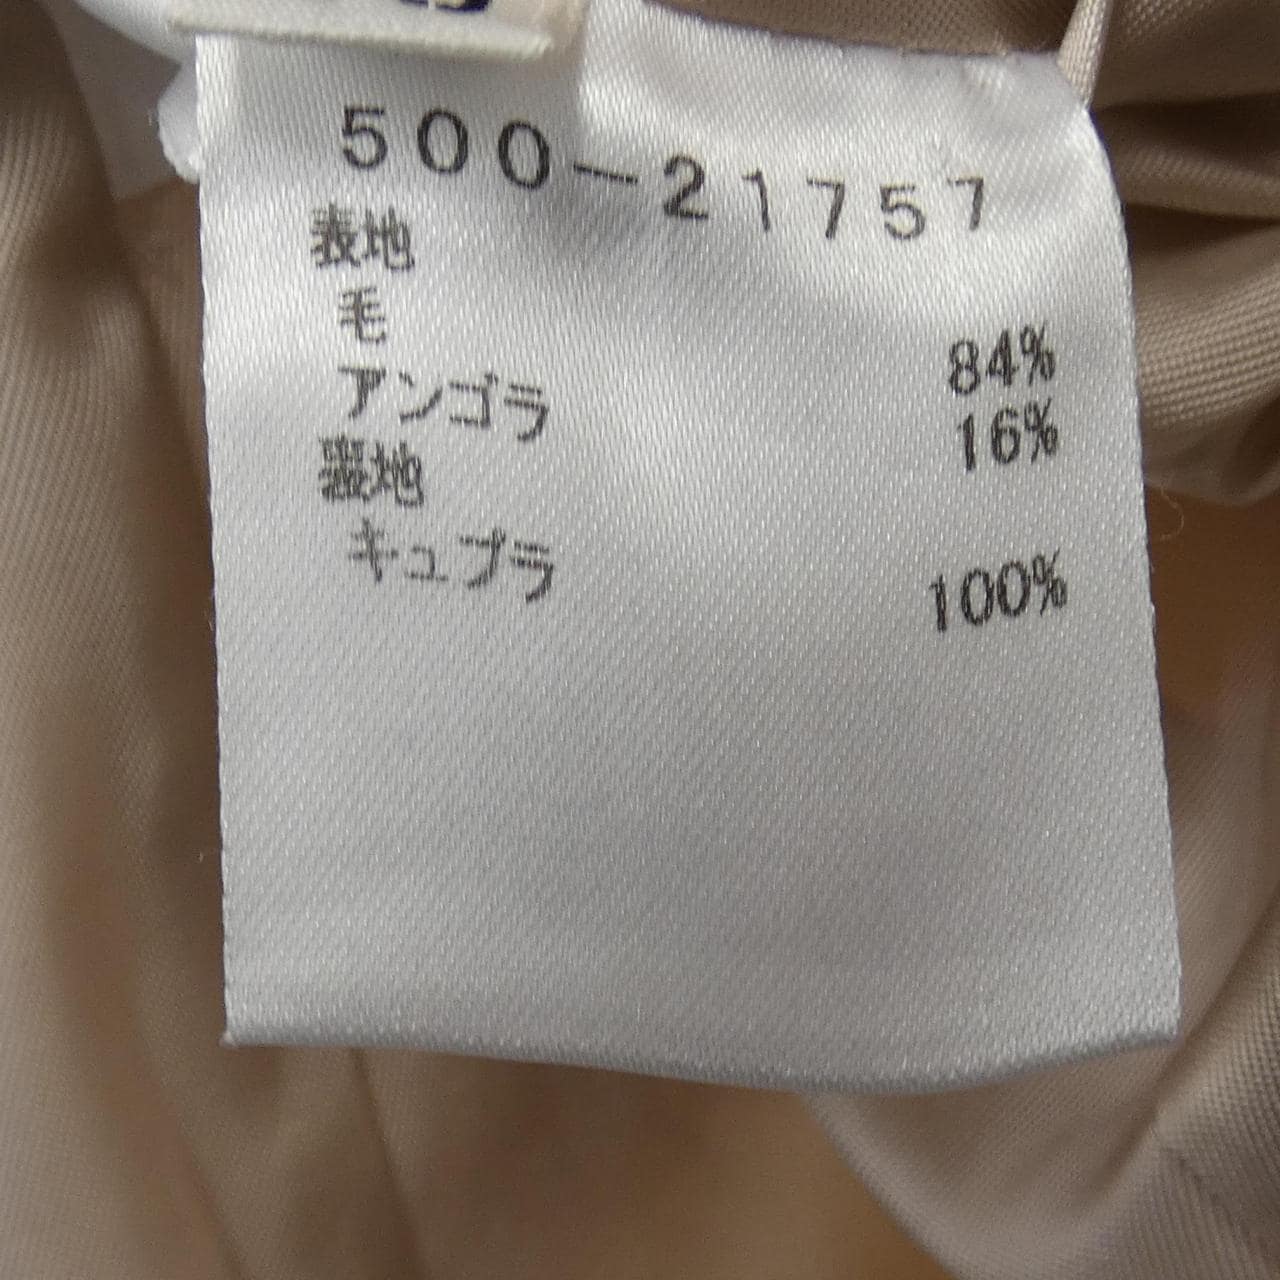 500-21757
表地
毛 84%
アンゴラ 16%
裏地
キュプラ 100%